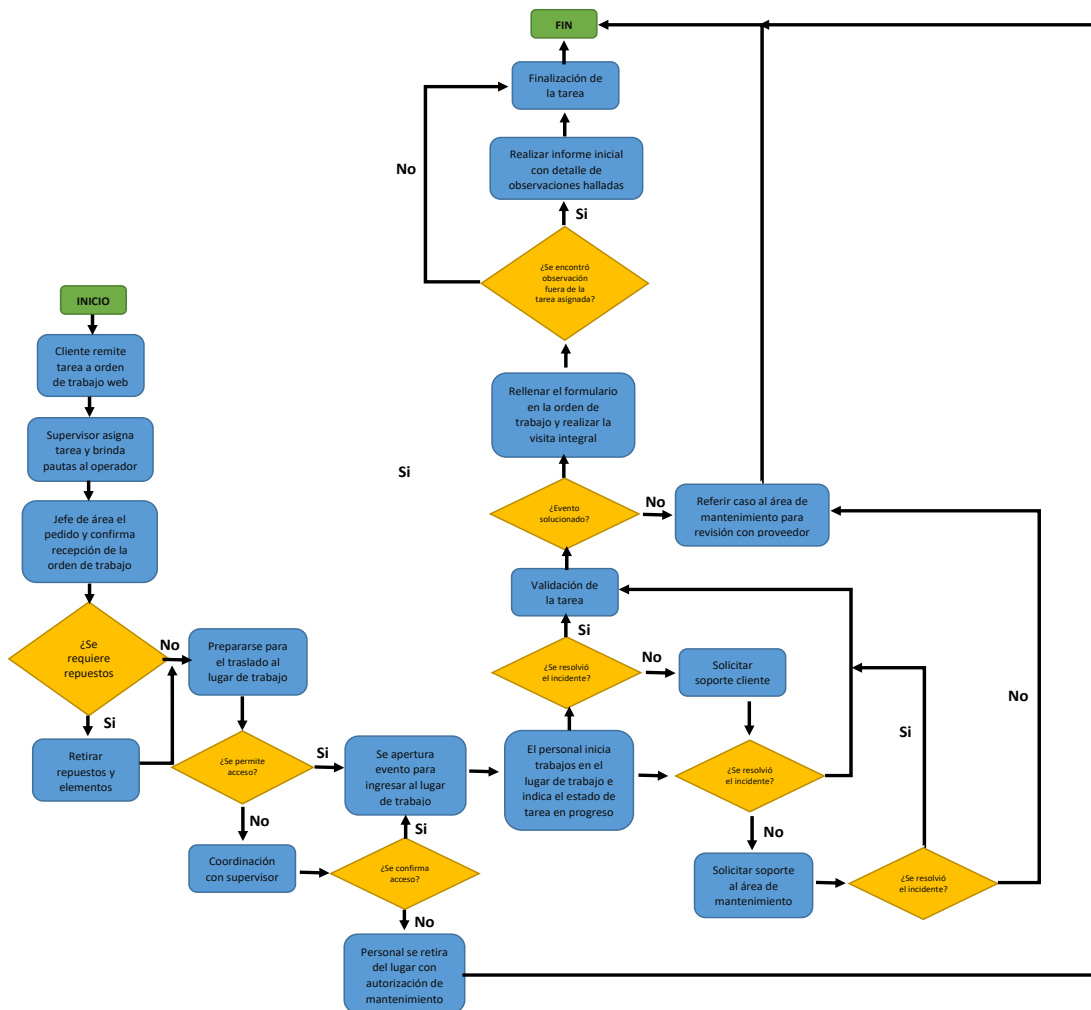 FIN
Finalización de
la tarea
Realizar informe inicial
con detalle de
observaciones halladas
No
Si
¿Se encontró
observación
fuera de la
tarea asignada?
INICIO
Cliente remite
tarea a orden
de trabajo web
Supervisor asigna
tarea y brinda
pautas al operador
Jefe de área el
pedido y confirma
recepción de la
orden de trabajo
¿Se
requiere
repuestos
No
Si
Retirar
repuestos y
elementos
Prepararse para
el traslado al
lugar de trabajo
¿Se permite
acceso?
Si
No
Coordinación
con supervisor
Se apertura
evento para
ingresar al lugar
de trabajo
Si
¿Se confirma
acceso?
No
Personal se retira
del lugar con
autorización de
mantenimiento
Rellenar el formulario
en la orden de
trabajo y realizar la
visita integral
Si
¿Evento
solucionado?
No
Referir caso al área de
mantenimiento para
revisión con proveedor
Validación de
la tarea
Si
¿Se resolvió
el incidente?
No
Solicitar
soporte cliente
El personal inicia
trabajos en el
lugar de trabajo e
indica el estado de
tarea en progreso
¿Se resolvió
el incidente?
Si
No
No
Solicitar soporte
al área de
mantenimiento
¿Se resolvió
el incidente?